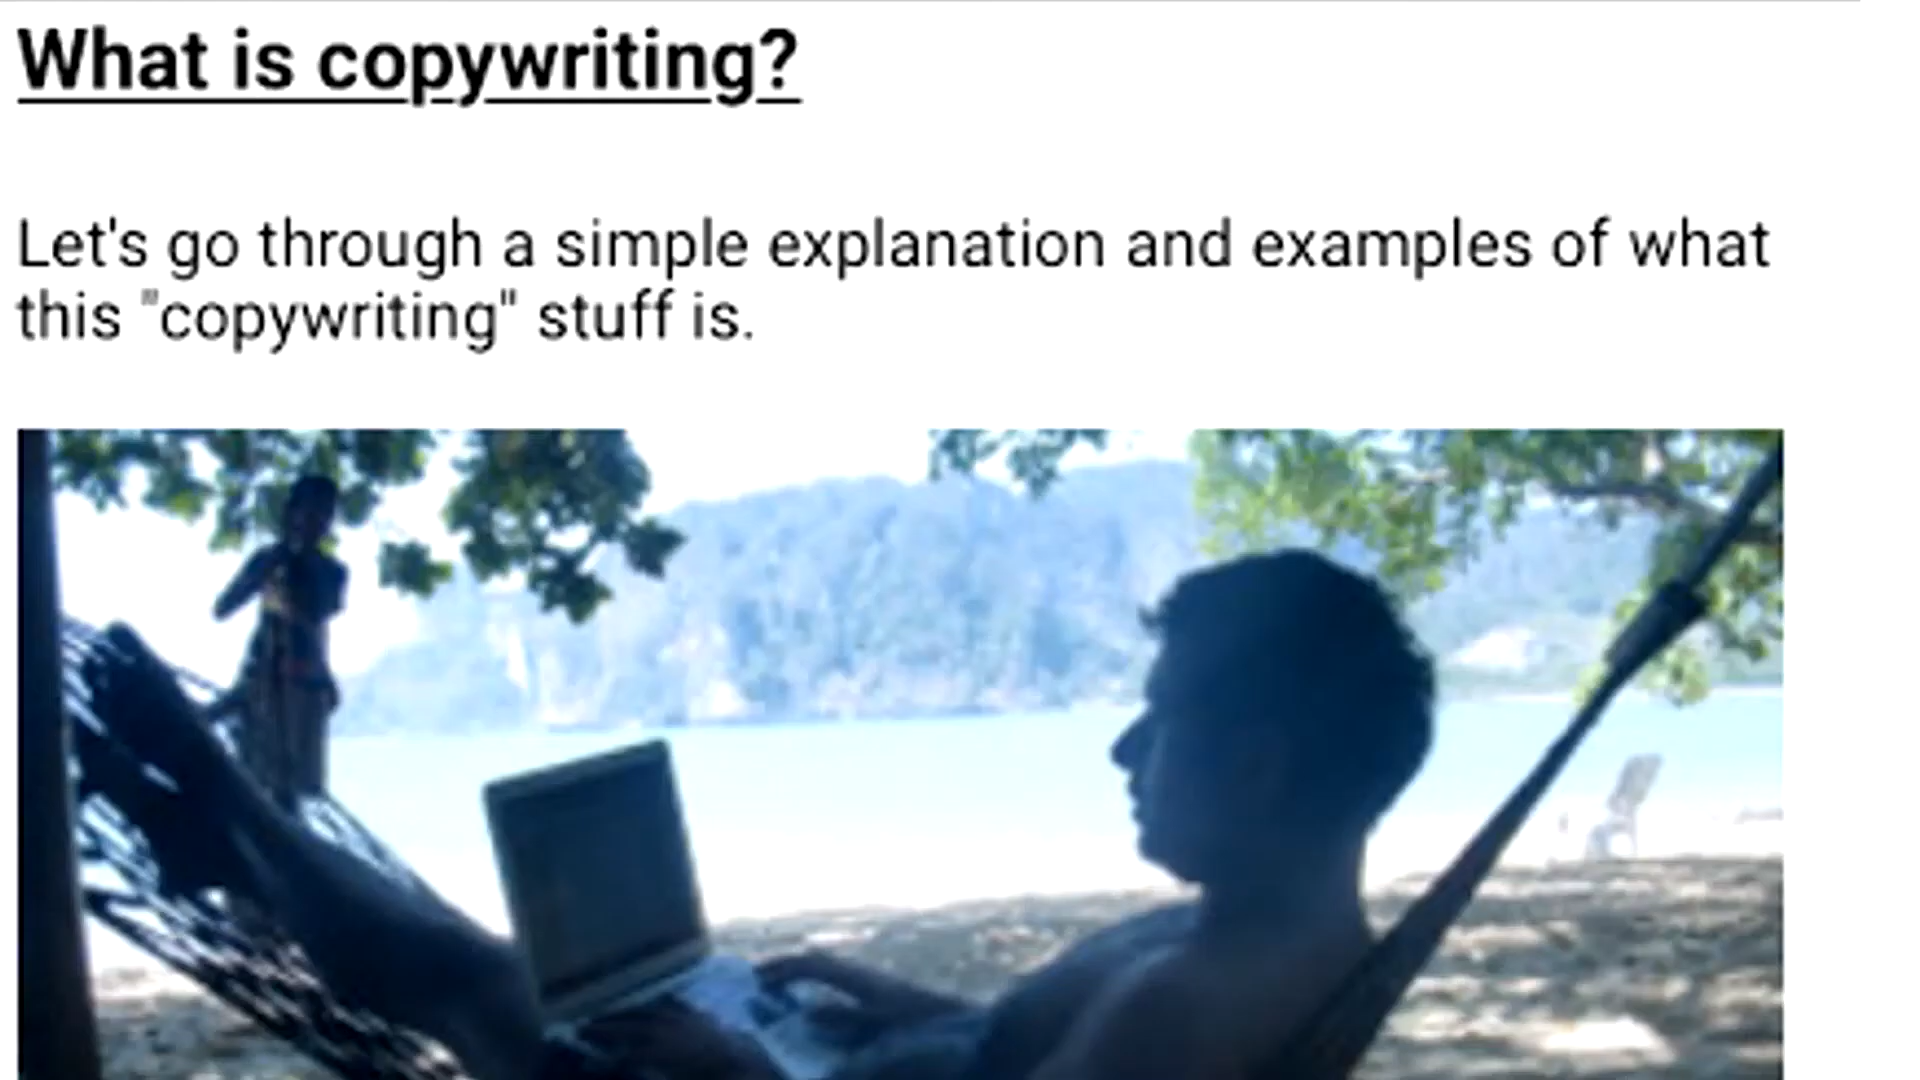 What is copywriting?
Let's go through a simple explanation and examples of what
this "copywriting" stuff is.